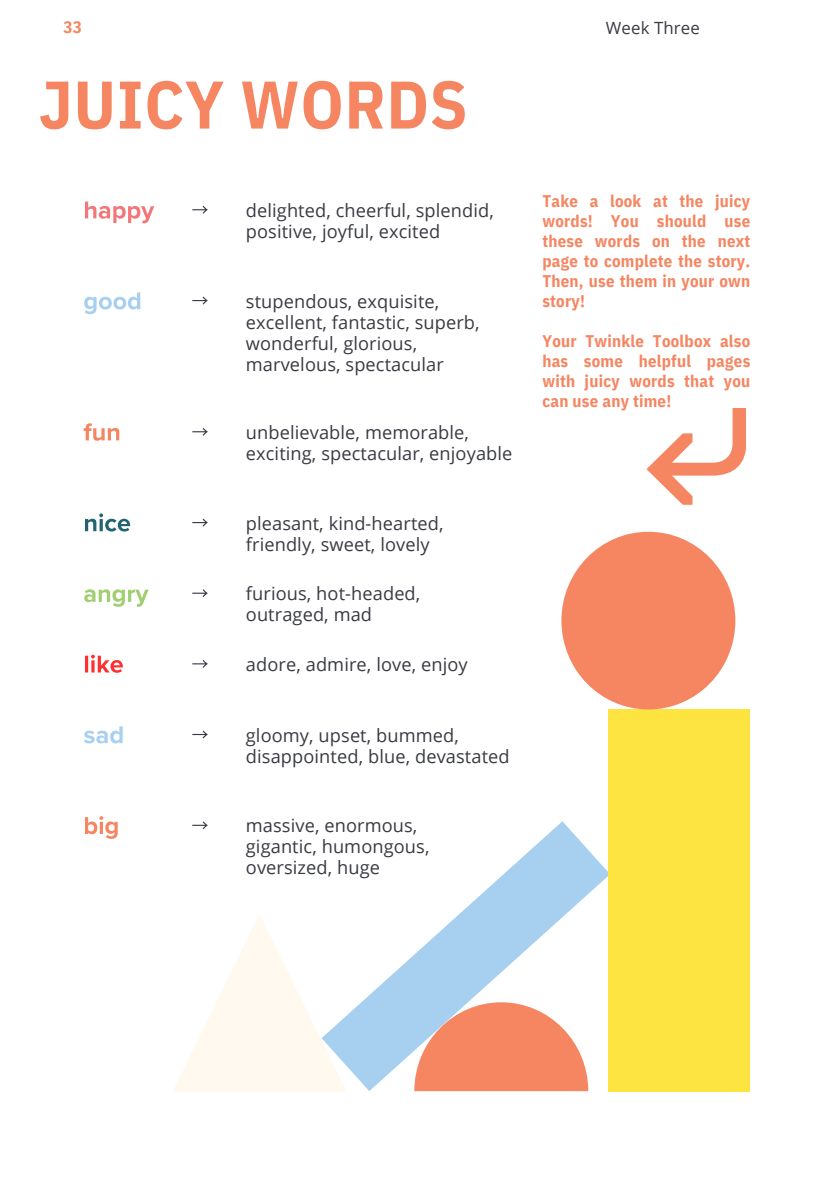 33
Week Three
JUICY WORDS
happy → delighted, cheerful, splendid,
positive, joyful, excited
good → stupendous, exquisite,
excellent, fantastic, superb,
wonderful, glorious,
marvelous, spectacular
fun → unbelievable, memorable,
exciting, spectacular, enjoyable
nice → pleasant, kind-hearted,
friendly, sweet, lovely
angry → furious, hot-headed,
outraged, mad
like → adore, admire, love, enjoy
sad → gloomy, upset, bummed,
disappointed, blue, devastated
big → massive, enormous,
gigantic, humongous,
oversized, huge
Take a look at the juicy
words! You should use
these words on the next
page to complete the story.
Then, use them in your own
story!
Your Twinkle Toolbox also
has some helpful pages
with juicy words that you
can use any time!